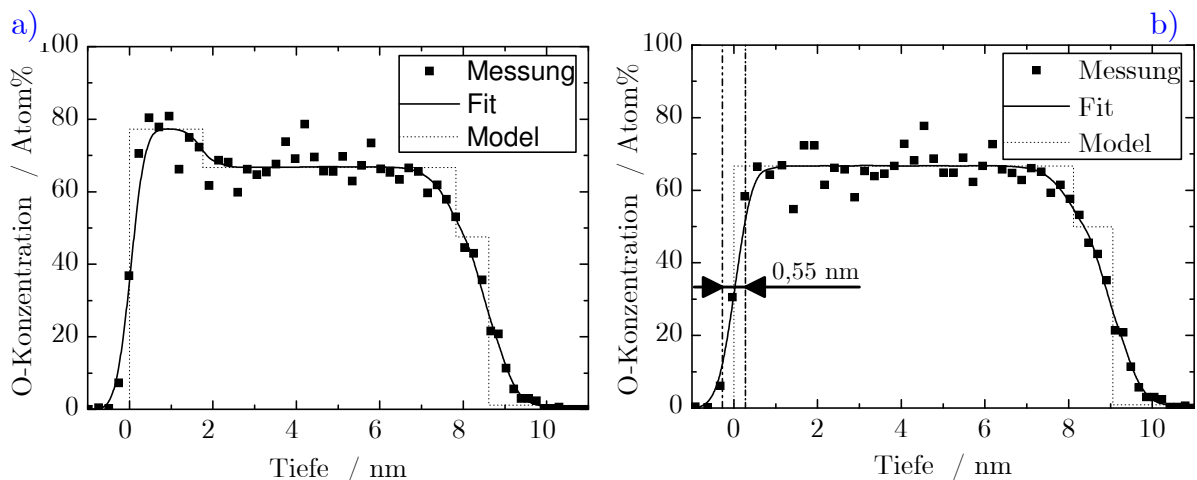 a)
O-Konzentration / Atom%
100
80
60
40
20
0
0 2 4 6 8 10
Tiefe / nm
Messung
Fit
Model
b)
O-Konzentration / Atom%
100
80
60
40
20
0
0 2 4 6 8 10
Tiefe / nm
Messung
Fit
Model
0,55 nm